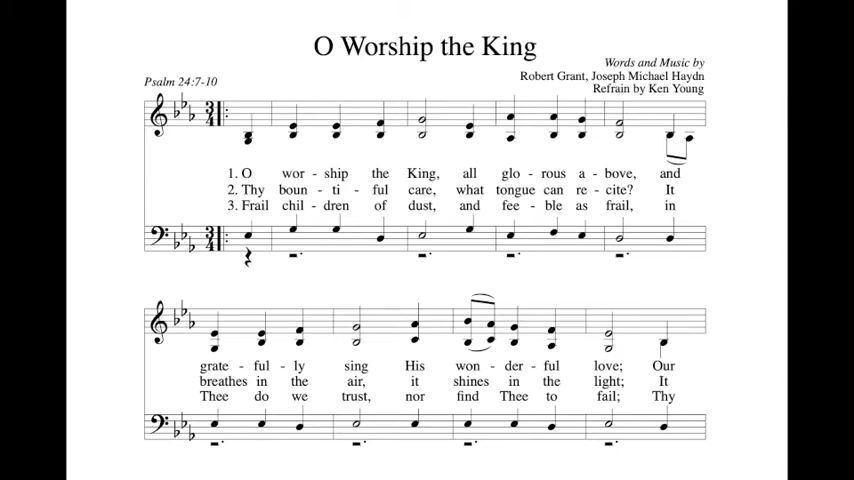 O Worship the King
Words and Music by
Psalm 24:7-10
Robert Grant, Joseph Michael Haydn
Refrain by Ken Young
3 4
1. O wor - ship the King, all glo - rous a - bove, and
2. Thy boun - ti - ful care, what tongue can re - cite? It
3. Frail chil - dren of dust, and fee - ble as frail, in
3 4
grate - ful - ly sing His won - der - ful love; Our
breathes in the air, it shines in the light; It
Thee do we trust, nor find Thee to fail; Thy